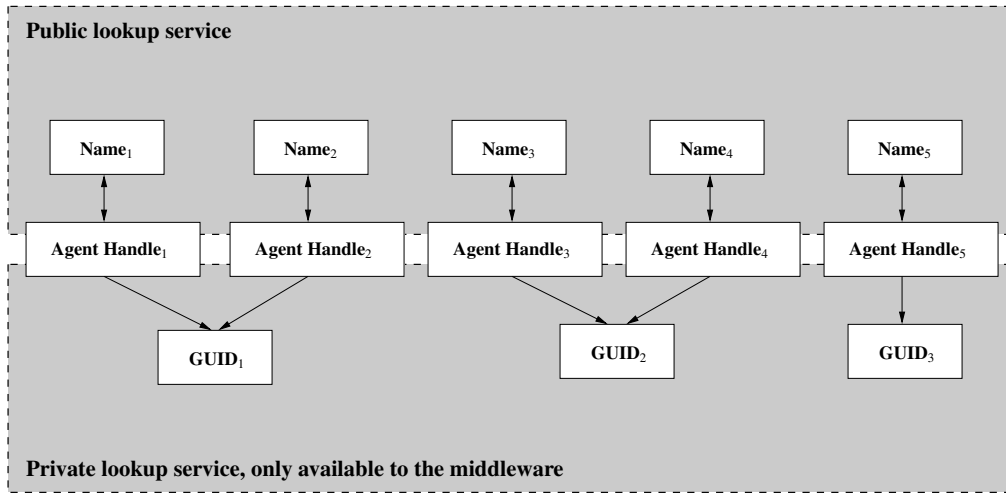 Public lookup service
Name₁ Name₂ Name₃ Name₄ Name₅
Agent Handle₁ Agent Handle₂ Agent Handle₃ Agent Handle₄ Agent Handle₅
GUID₁ GUID₂ GUID₃
Private lookup service, only available to the middleware